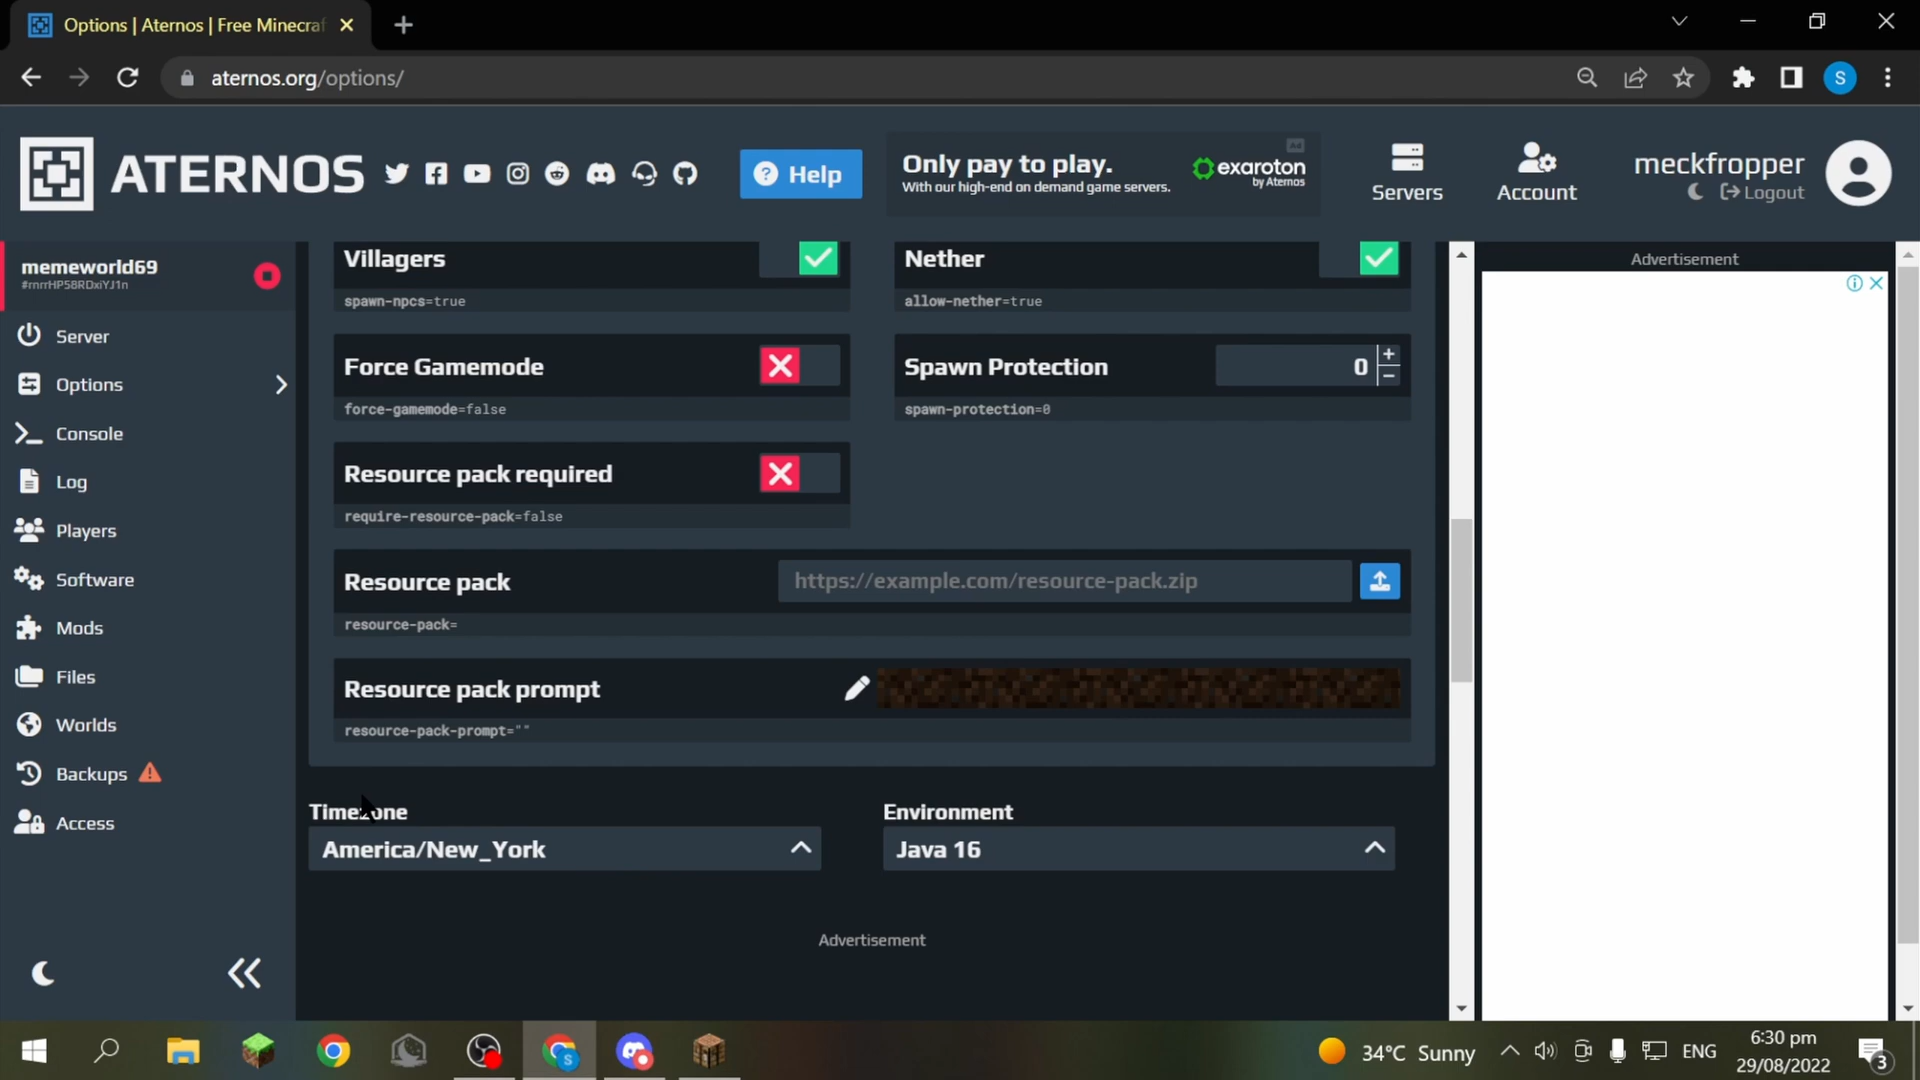 Options | Aternos | Free Minecraf
aternos.org/options/
S
ATERNOS
Help
Only pay to play.
With our high-end on demand game servers.
Ad
exaroton
by Aternos
Servers
Account
meckfropper
Logout
memeworld69
#rnrrHP58RDxiYJ1n
Server
Options
Console
Log
Players
Software
Mods
Files
Worlds
Backups
Access
Villagers
spawn-npcs=true
Nether
allow-nether=true
Force Gamemode
force-gamemode=false
Spawn Protection
0
spawn-protection=0
Resource pack required
require-resource-pack=false
Resource pack
https://example.com/resource-pack.zip
resource-pack=
Resource pack prompt
resource-pack-prompt=""
Timezone
America/New_York
Environment
Java 16
Advertisement
Advertisement
34°C Sunny
ENG
6:30 pm
29/08/2022
3